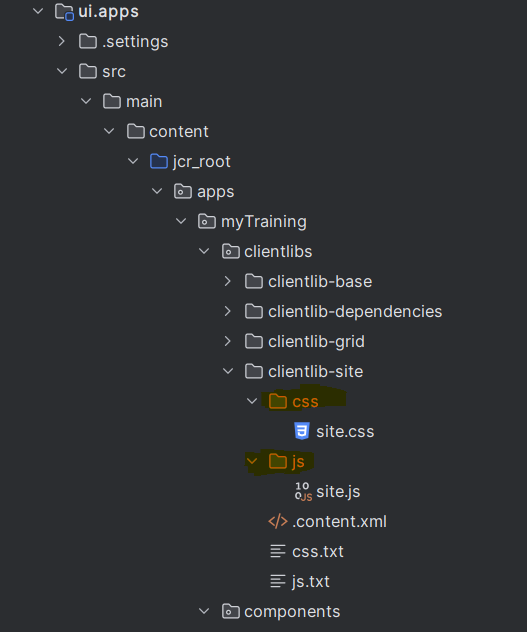 ui.apps
.settings
src
main
content
jcr_root
apps
myTraining
clientlibs
clientlib-base
clientlib-dependencies
clientlib-grid
clientlib-site
css
site.css
js
site.js
.content.xml
css.txt
js.txt
components